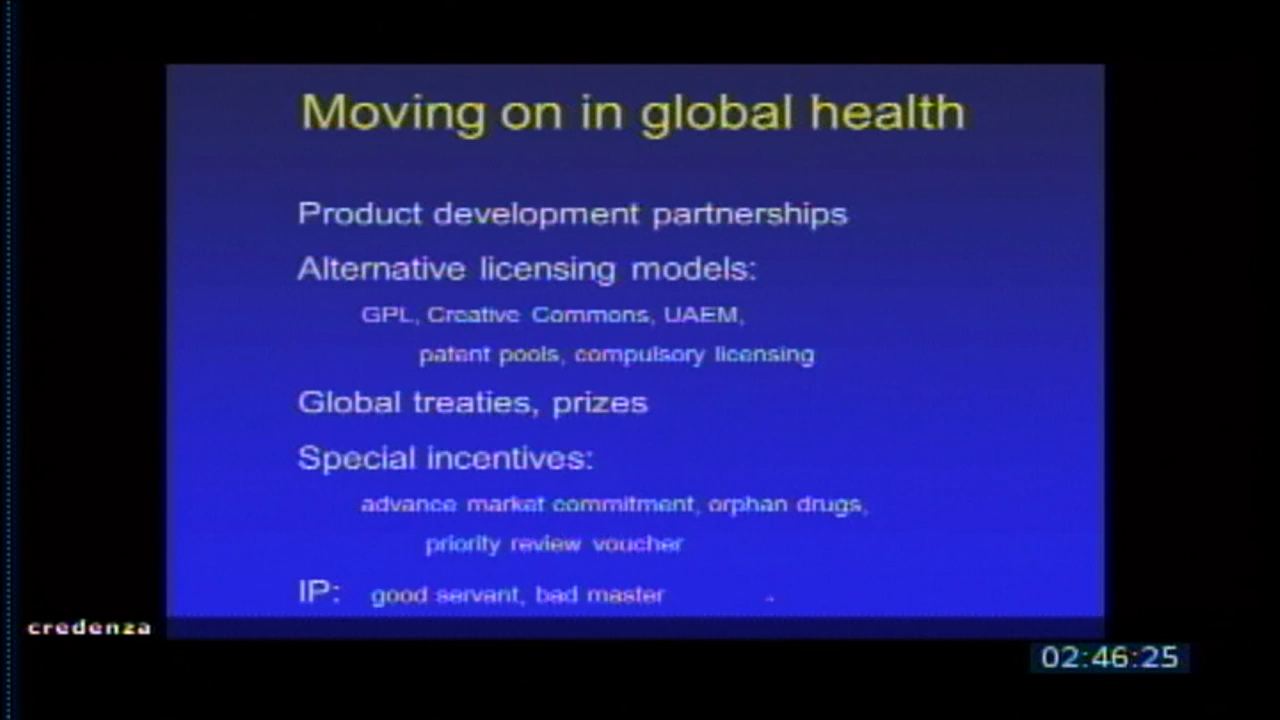 Moving on in global health
Product development partnerships
Alternative licensing models:
GPL, Creative Commons, UAEM,
patent pools, compulsory licensing
Global treaties, prizes
Special incentives:
advance market commitment, orphan drugs,
priority review voucher
IP: good servant, bad master
credenza
02:46:25